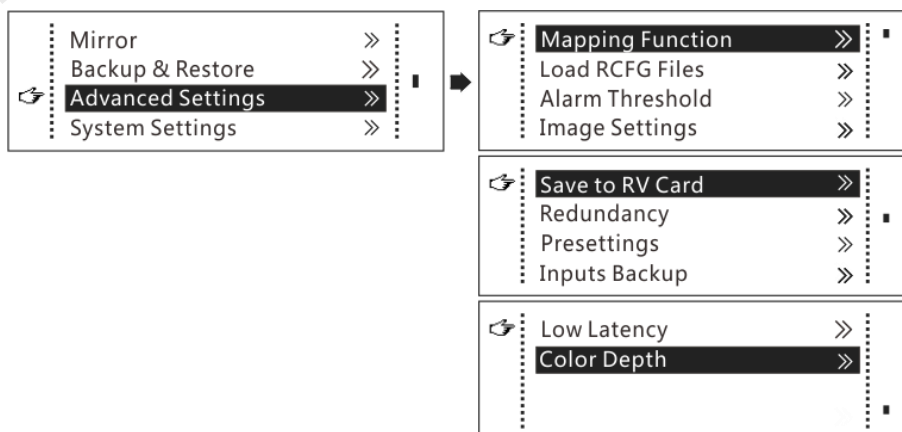 Mirror
Backup & Restore
Advanced Settings
System Settings
Mapping Function
Load RCFG Files
Alarm Threshold
Image Settings
Save to RV Card
Redundancy
Presettings
Inputs Backup
Low Latency
Color Depth